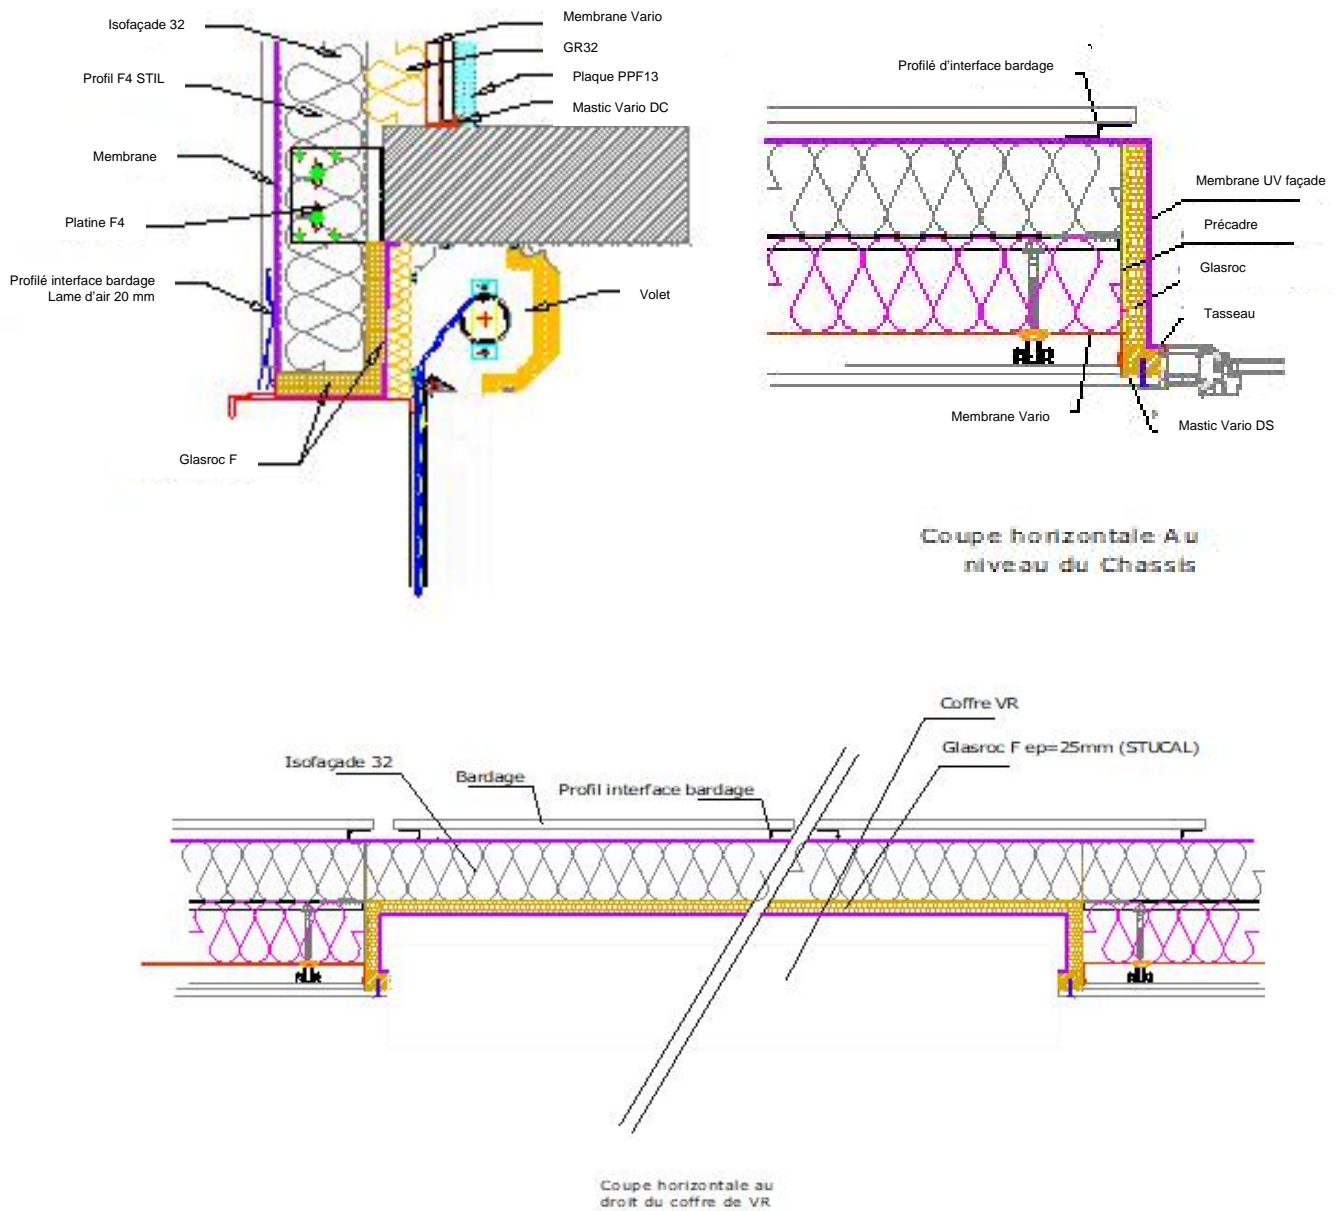 Isofaçade 32
Profil F4 STIL
Membrane
Platine F4
Profilé interface bardage
Lame d'air 20 mm
Glasroc F
Membrane Vario
GR32
Plaque PPF13
Mastic Vario DC
Volet
Profilé d'interface bardage
Membrane UV façade
Précadre
Glasroc
Tasseau
Membrane Vario
Mastic Vario DS
Coupe horizontale Au
niveau du Chassis
Coffre VR
Glasroc F ep=25mm (STUCAL)
Isofaçade 32
Bardage
Profil interface bardage
Coupe horizontale au
droit du coffre de VR